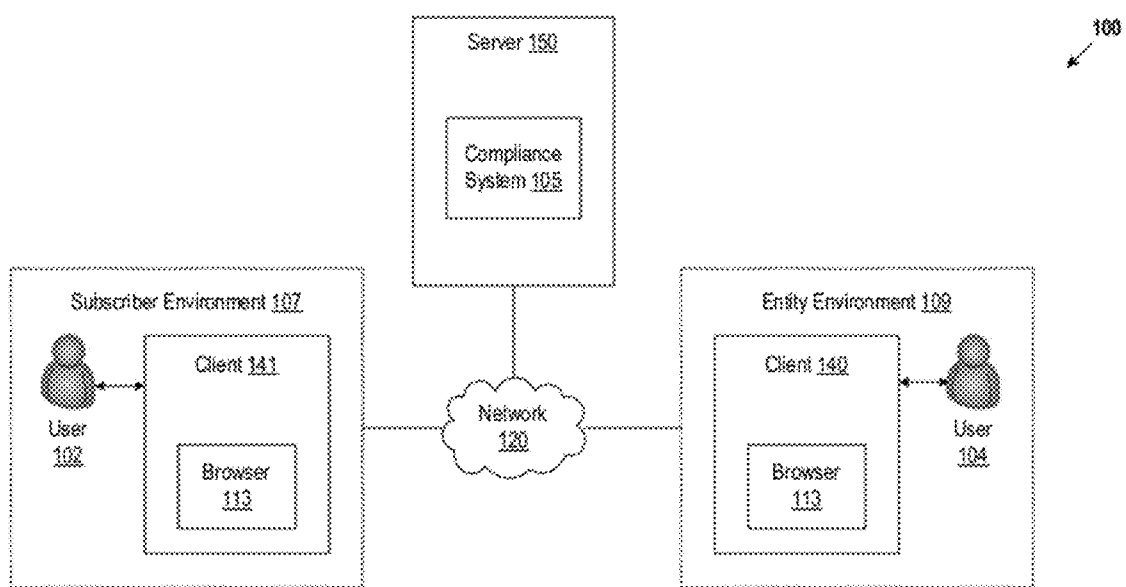 100
Server 150
Compliance
System 105
Subscriber Environment 107
Client 141
User
102
Browser
113
Network
120
Entity Environment 109
Client 140
User
104
Browser
113